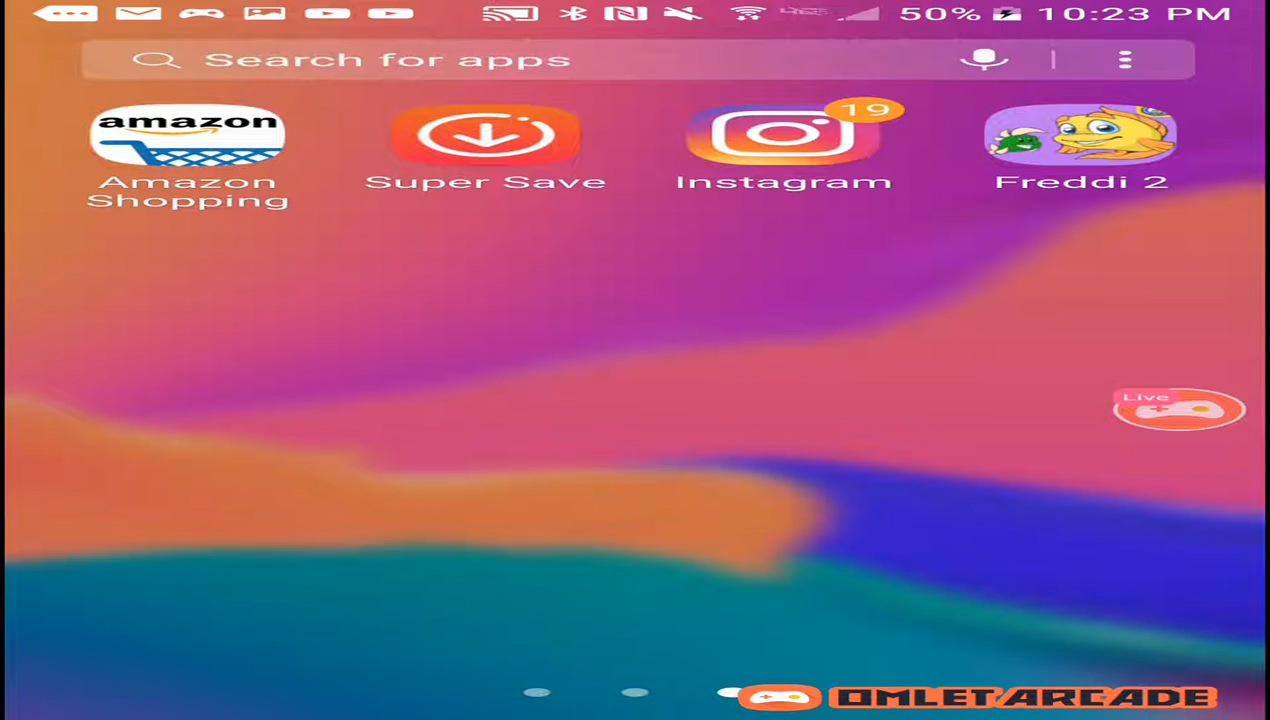 50% 10:23 PM
Search for apps
amazon
19
Amazon
Shopping
Super Save
Instagram
Freddi 2
Live
OMLET ARCADE